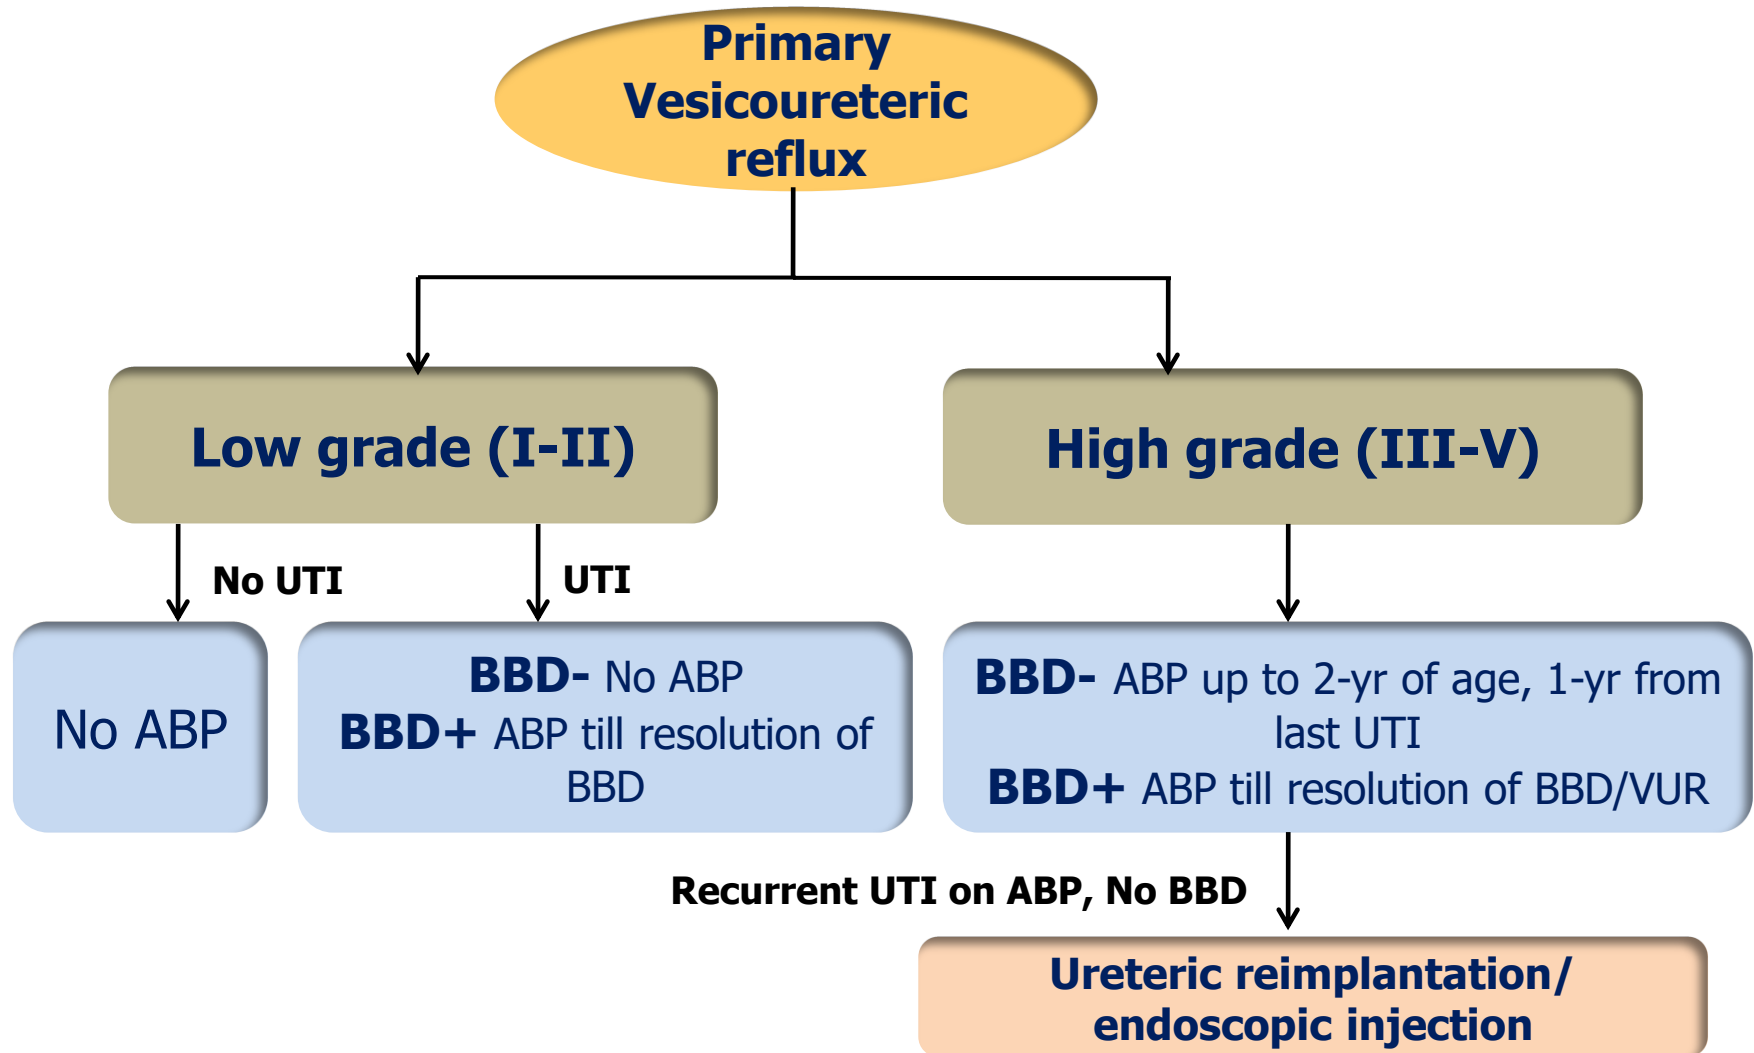 Primary
Vesicoureteric
reflux
Low grade (I-II)
High grade (III-V)
No UTI
UTI
No ABP
BBD- No ABP
BBD+ ABP till resolution of
BBD
BBD- ABP up to 2-yr of age, 1-yr from
last UTI
BBD+ ABP till resolution of BBD/VUR
Recurrent UTI on ABP, No BBD
Ureteric reimplantation/
endoscopic injection